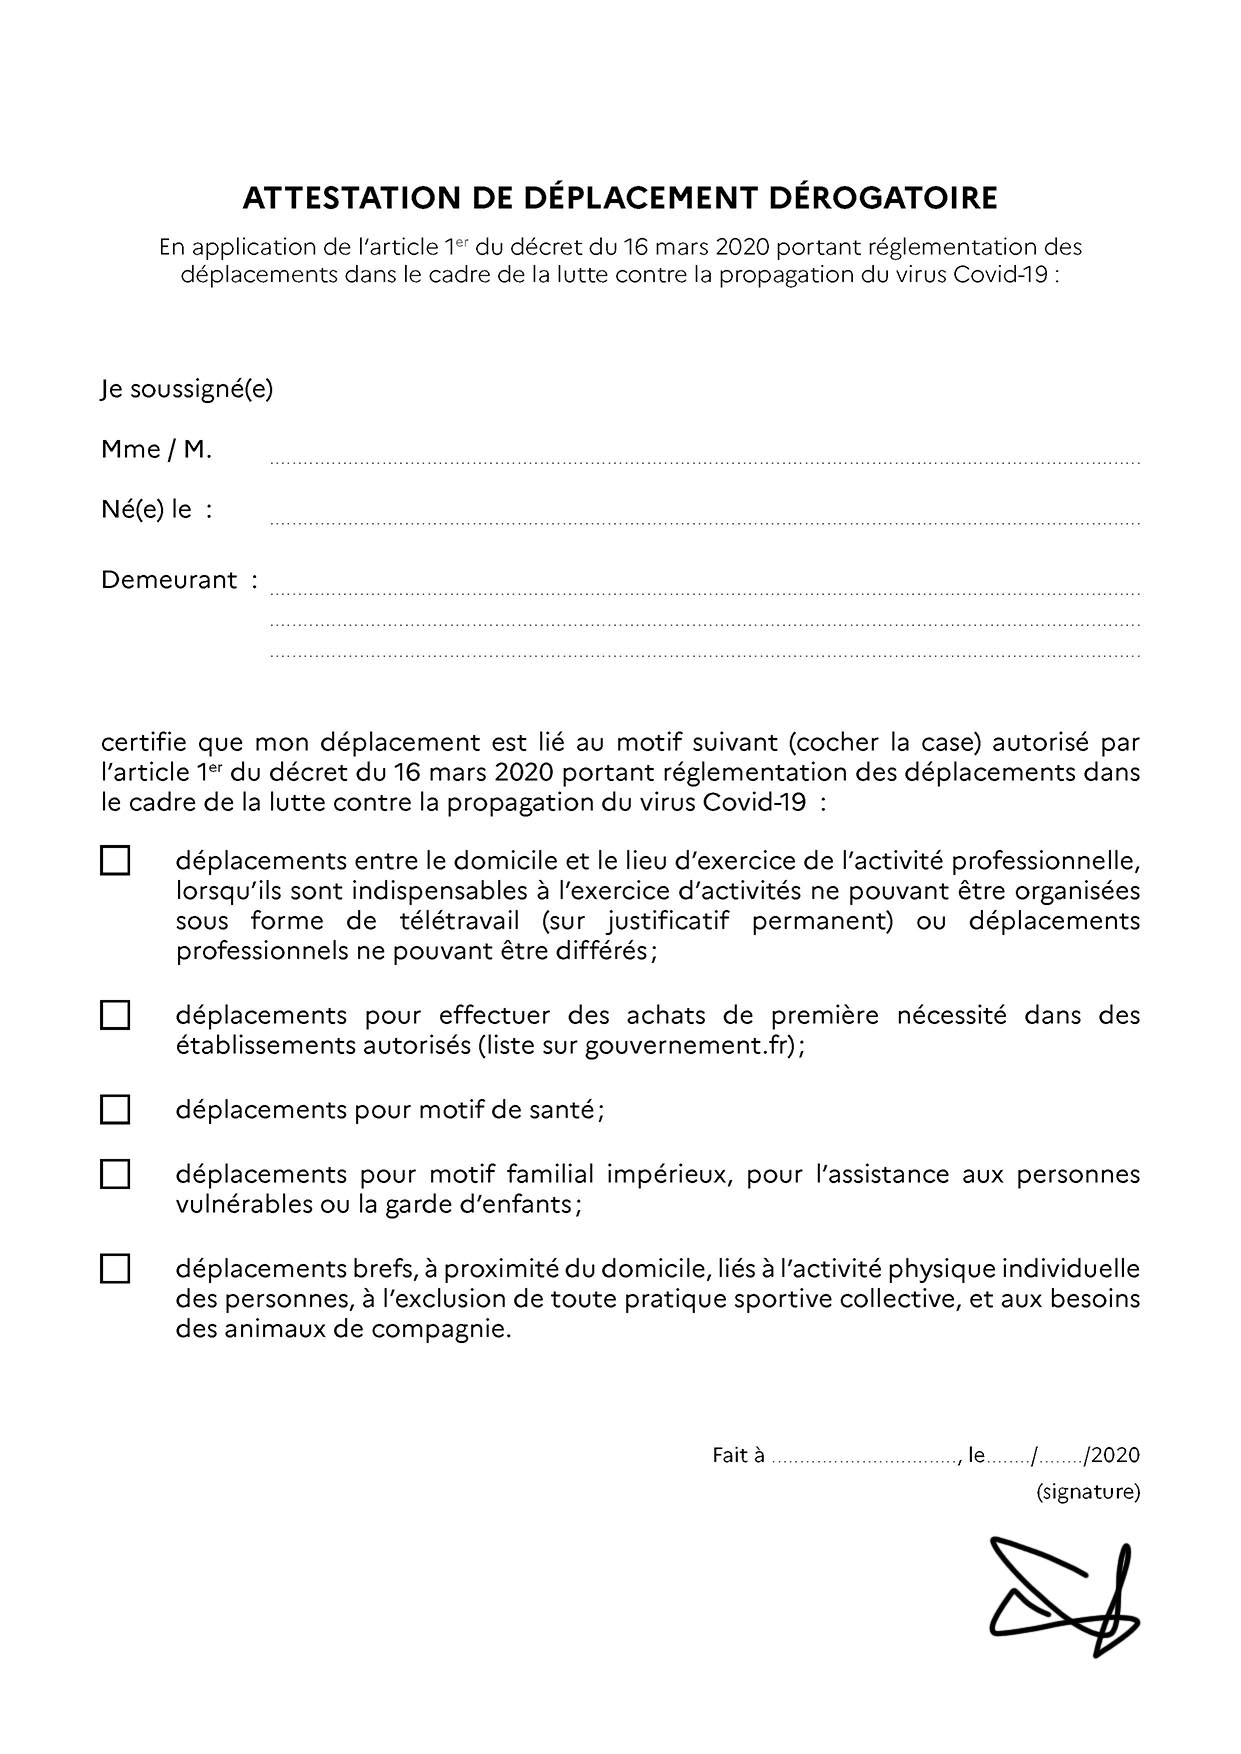 ATTESTATION DE DÉPLACEMENT DÉROGATOIRE
En application de l’article 1er du décret du 16 mars 2020 portant réglementation des
déplacements dans le cadre de la lutte contre la propagation du virus Covid-19 :
Je soussigné(e)
Mme / M.
Né(e) le :
Demeurant :
certifie que mon déplacement est lié au motif suivant (cocher la case) autorisé par
l’article 1er du décret du 16 mars 2020 portant réglementation des déplacements dans
le cadre de la lutte contre la propagation du virus Covid-19 :
déplacements entre le domicile et le lieu d’exercice de l’activité professionnelle,
lorsqu’ils sont indispensables à l’exercice d’activités ne pouvant être organisées
sous forme de télétravail (sur justificatif permanent) ou déplacements
professionnels ne pouvant être différés ;
déplacements pour effectuer des achats de première nécessité dans des
établissements autorisés (liste sur gouvernement.fr) ;
déplacements pour motif de santé ;
déplacements pour motif familial impérieux, pour l’assistance aux personnes
vulnérables ou la garde d’enfants ;
déplacements brefs, à proximité du domicile, liés à l’activité physique individuelle
des personnes, à l’exclusion de toute pratique sportive collective, et aux besoins
des animaux de compagnie.
Fait à ................................., le......../......../2020
(signature)